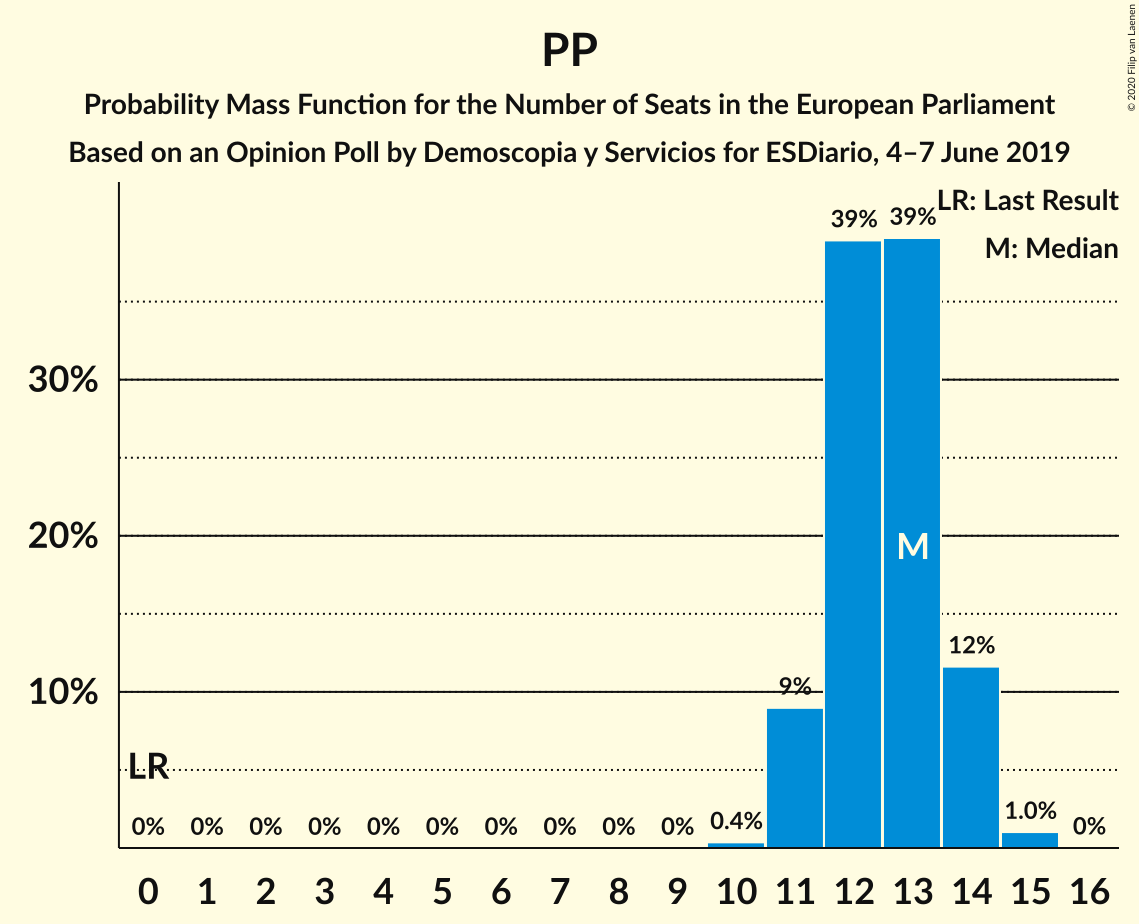 PP
Probability Mass Function for the Number of Seats in the European Parliament
Based on an Opinion Poll by Demoscopia y Servicios for ESDiario, 4–7 June 2019
© 2020 Filip van Laenen
LR: Last Result
M: Median
39% 39%
30%
20%
M
12%
10%
9%
LR
0% 0% 0% 0% 0% 0% 0% 0% 0% 0% 0.4% 1.0% 0%
0 1 2 3 4 5 6 7 8 9 10 11 12 13 14 15 16